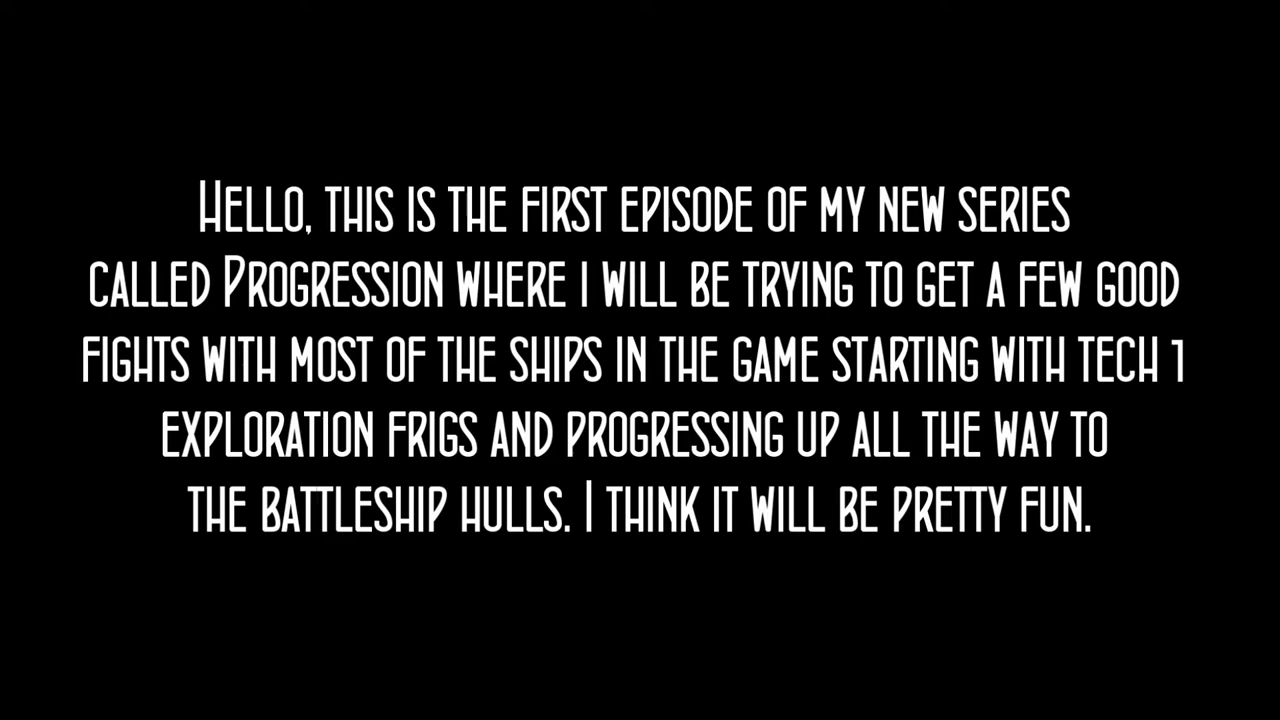 Hello, this is the first episode of my new series
called Progression where i will be trying to get a few good
fights with most of the ships in the game starting with tech 1
exploration frigs and progressing up all the way to
the battleship hulls. I think it will be pretty fun.